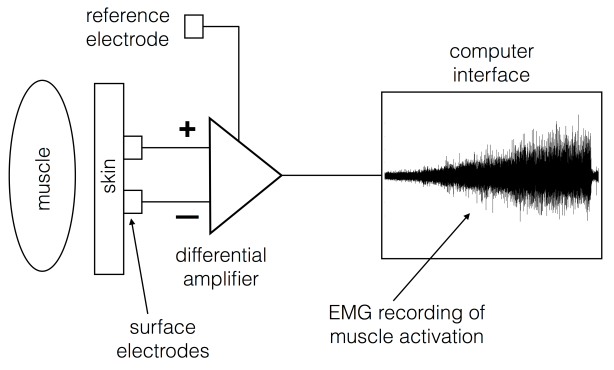 reference
electrode
computer
interface
muscle
skin
+
–
differential
amplifier
surface
electrodes
EMG recording of
muscle activation